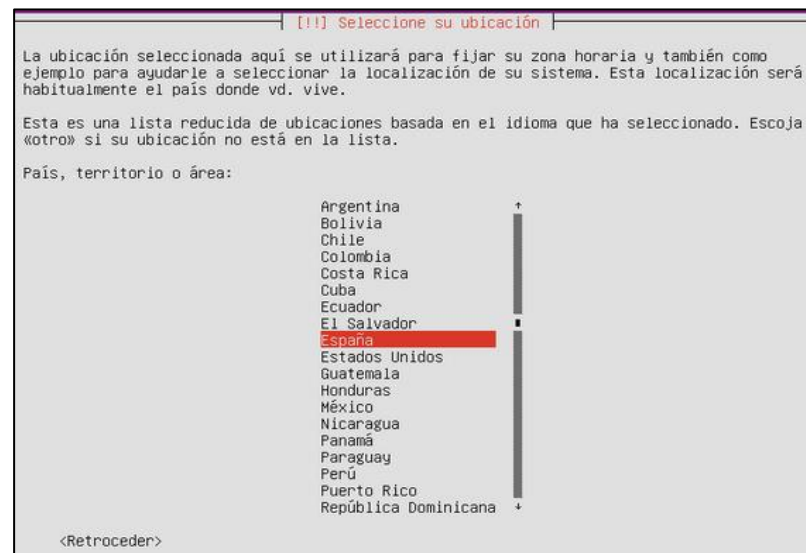 [!!] Seleccione su ubicación
La ubicación seleccionada aquí se utilizará para fijar su zona horaria y también como
ejemplo para ayudarle a seleccionar la localización de su sistema. Esta localización será
habitualmente el país donde vd. vive.
Esta es una lista reducida de ubicaciones basada en el idioma que ha seleccionado. Escoja
«otro» si su ubicación no está en la lista.
País, territorio o área:
Argentina
Bolivia
Chile
Colombia
Costa Rica
Cuba
Ecuador
El Salvador
España
Estados Unidos
Guatemala
Honduras
México
Nicaragua
Panamá
Paraguay
Perú
Puerto Rico
República Dominicana
<Retroceder>